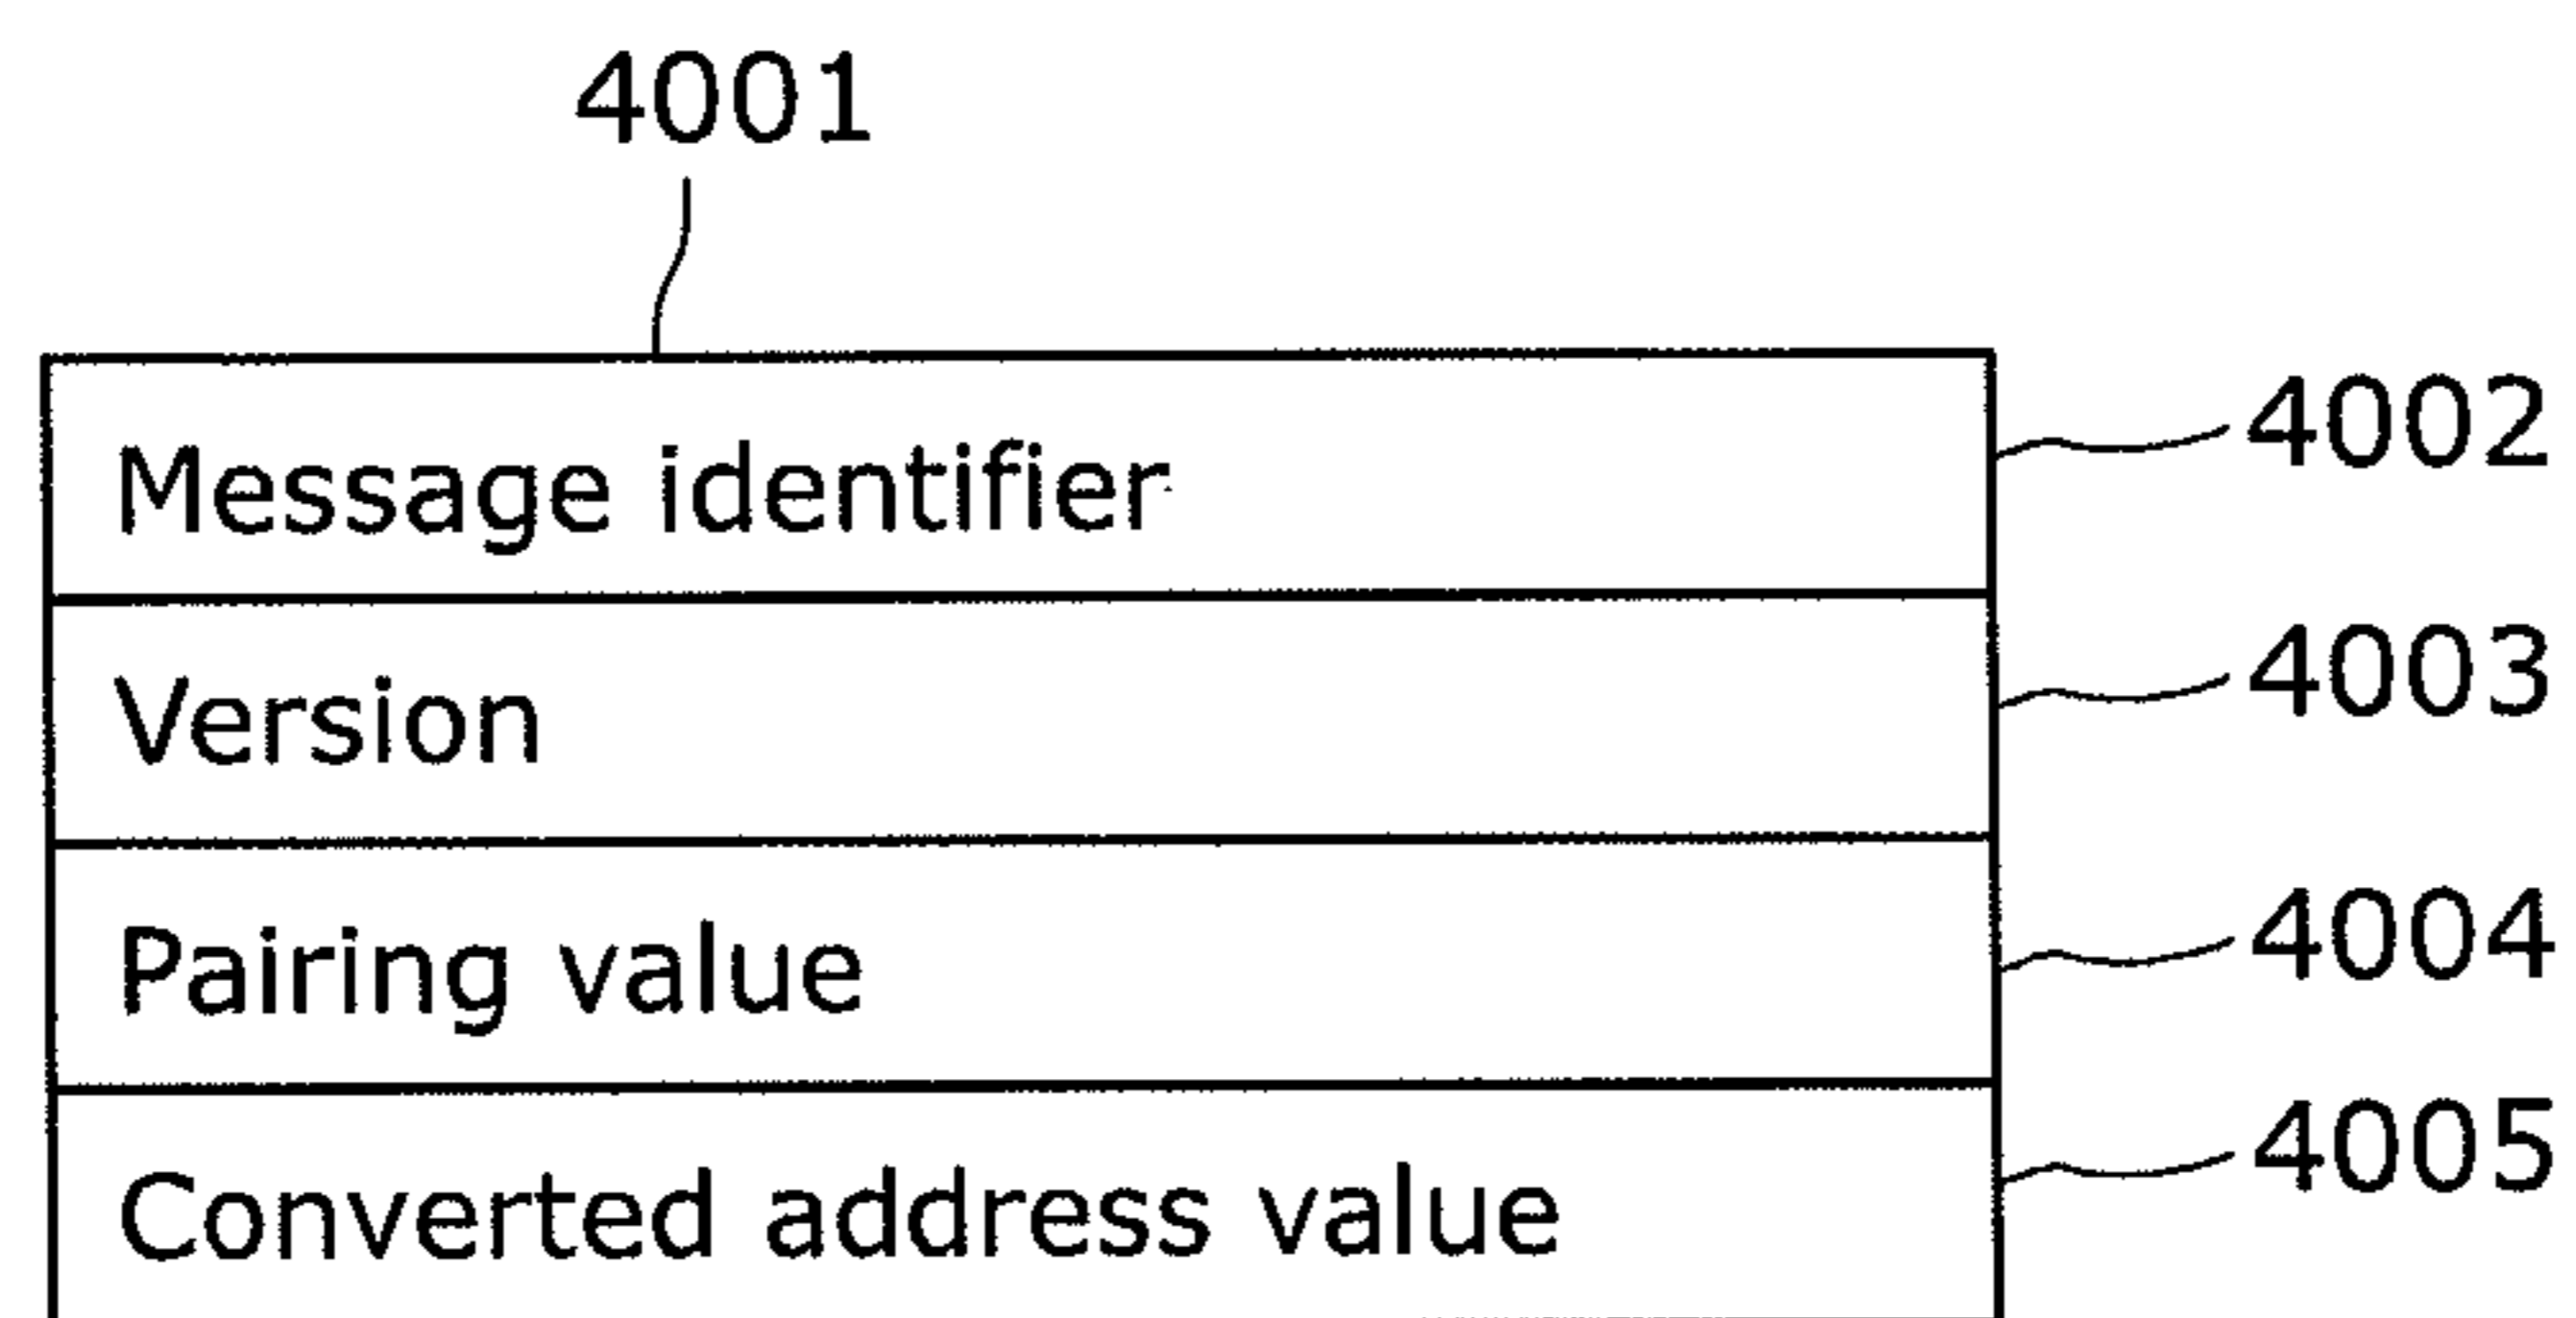 4001
Message identifier 4002
Version 4003
Pairing value 4004
Converted address value 4005